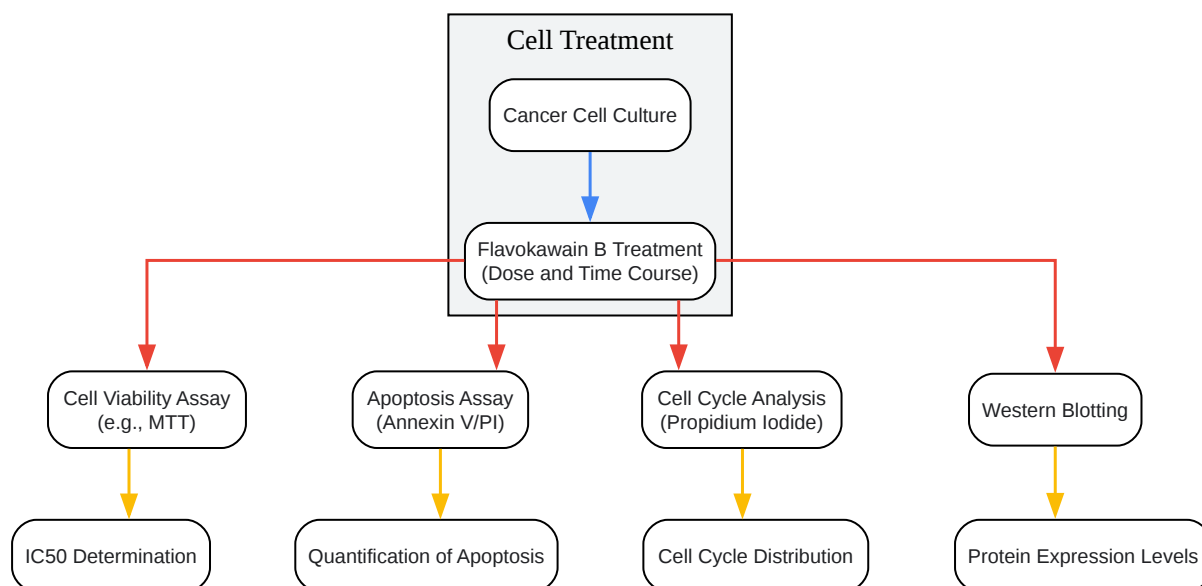 Cell Treatment
Cancer Cell Culture
Flavokawain B Treatment
(Dose and Time Course)
Cell Viability Assay
(e.g., MTT)
Apoptosis Assay
(Annexin V/PI)
Cell Cycle Analysis
(Propidium Iodide)
Western Blotting
IC50 Determination
Quantification of Apoptosis
Cell Cycle Distribution
Protein Expression Levels